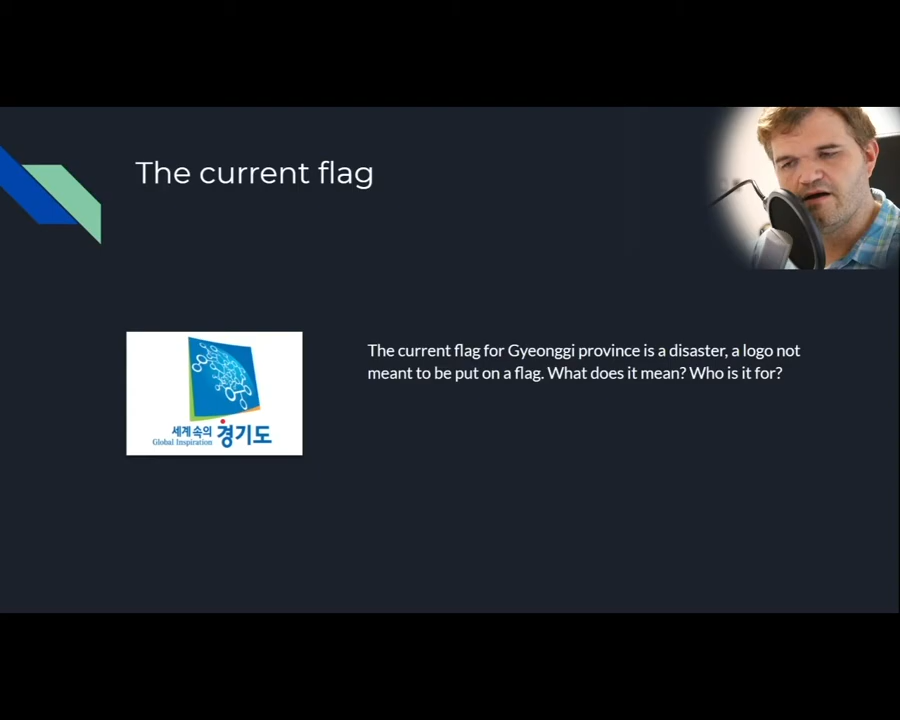 The current flag
세계 속의 경기도
Global Inspiration
The current flag for Gyeonggi province is a disaster, a logo not
meant to be put on a flag. What does it mean? Who is it for?